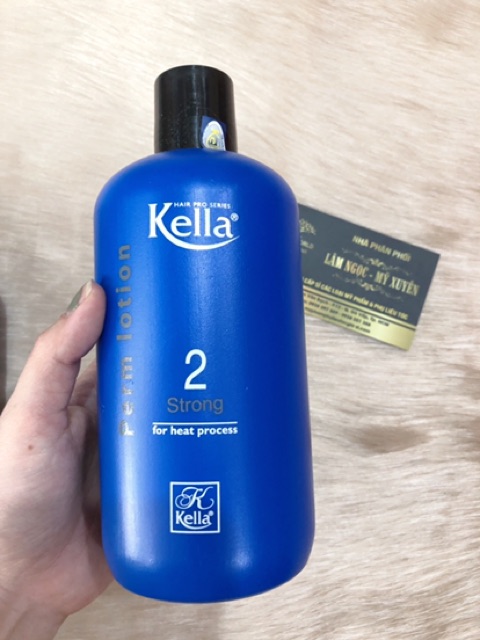 HAIR PRO SERIES
Kella®
Perm lotion
2
Strong
for heat process
K
Kella®
NHÀ PHÂN PHỐI
LÂM NGỌC - MỸ XUYÊN